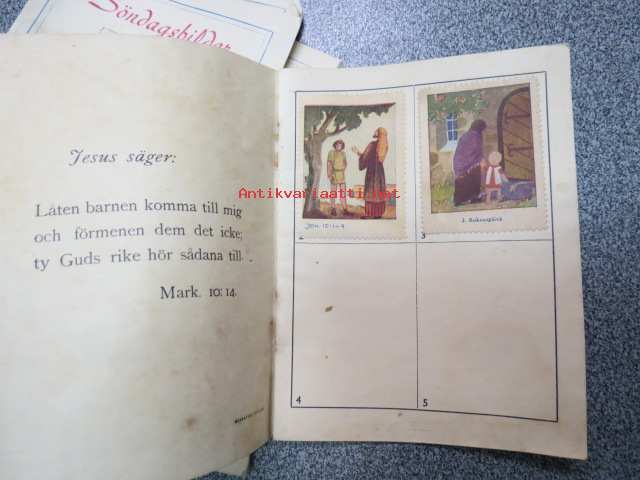 Söndagsbilder
Jesus säger:
Låten barnen komma till mig
och förmenen dem det icke;
ty Guds rike hör sådana till.
Mark. 10:14.
Antikvariaatti.net
3
4
5